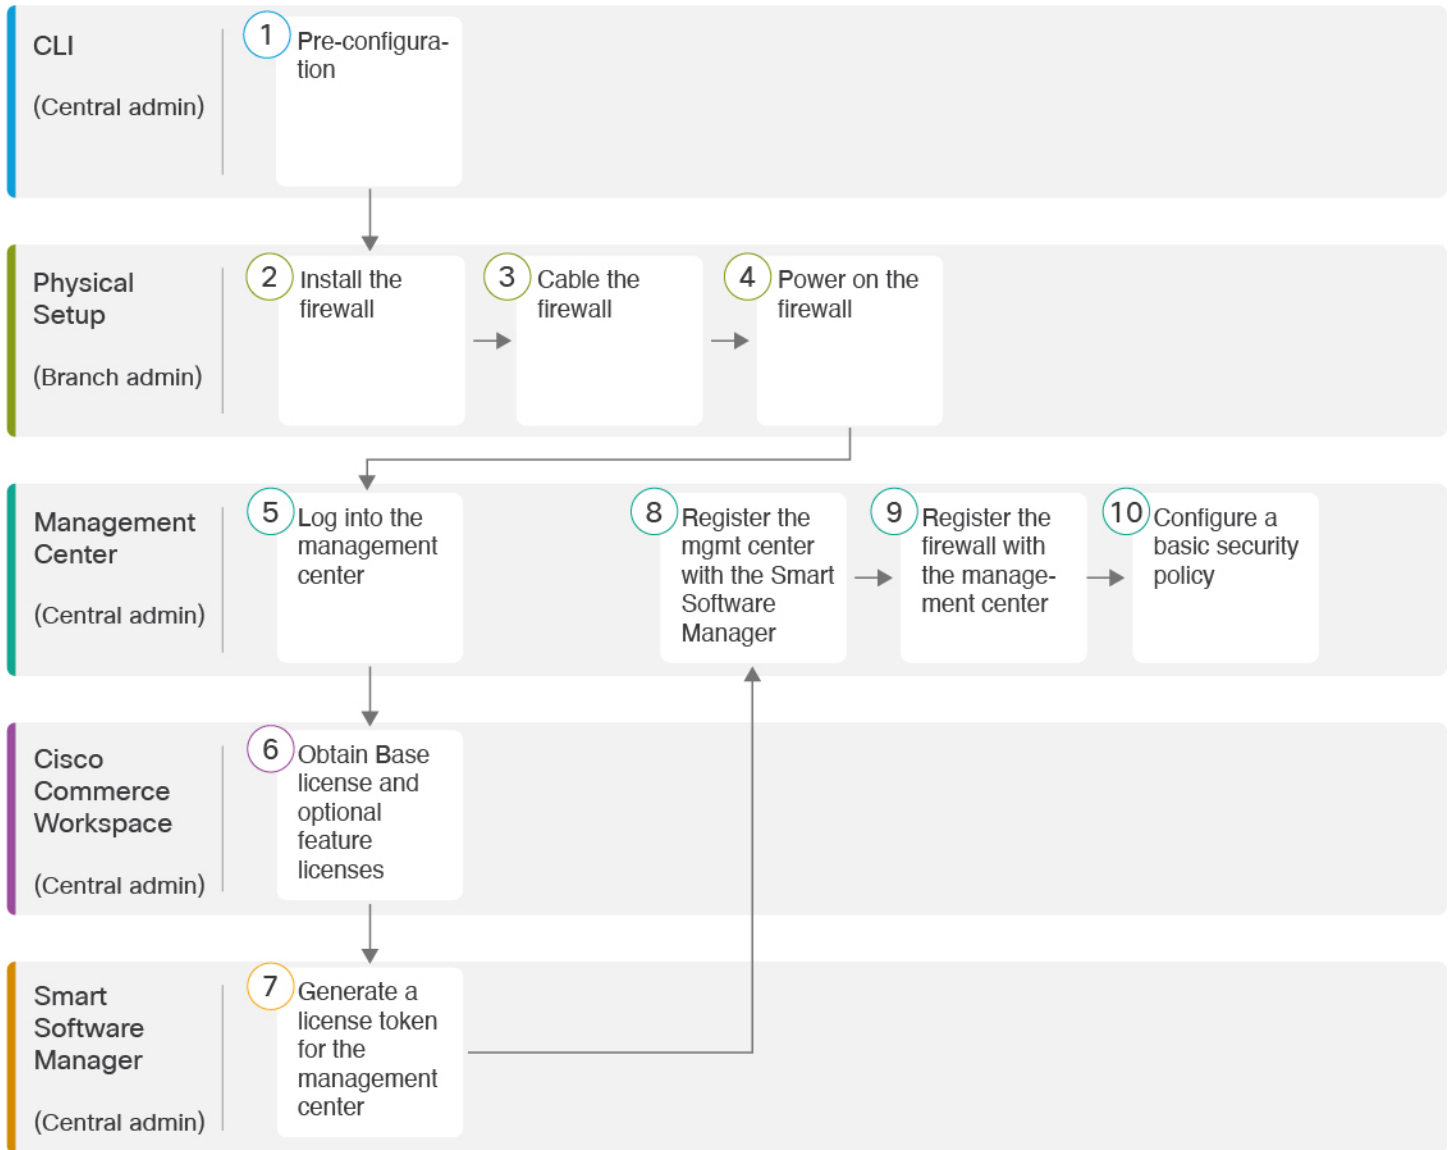 CLI
(Central admin)
1
Pre-configura-
tion
Physical
Setup
(Branch admin)
2
Install the
firewall
3
Cable the
firewall
4
Power on the
firewall
Management
Center
(Central admin)
5
Log into the
management
center
8
Register the
mgmt center
with the Smart
Software
Manager
9
Register the
firewall with
the manage-
ment center
10
Configure a
basic security
policy
Cisco
Commerce
Workspace
(Central admin)
6
Obtain Base
license and
optional
feature
licenses
Smart
Software
Manager
(Central admin)
7
Generate a
license token
for the
management
center